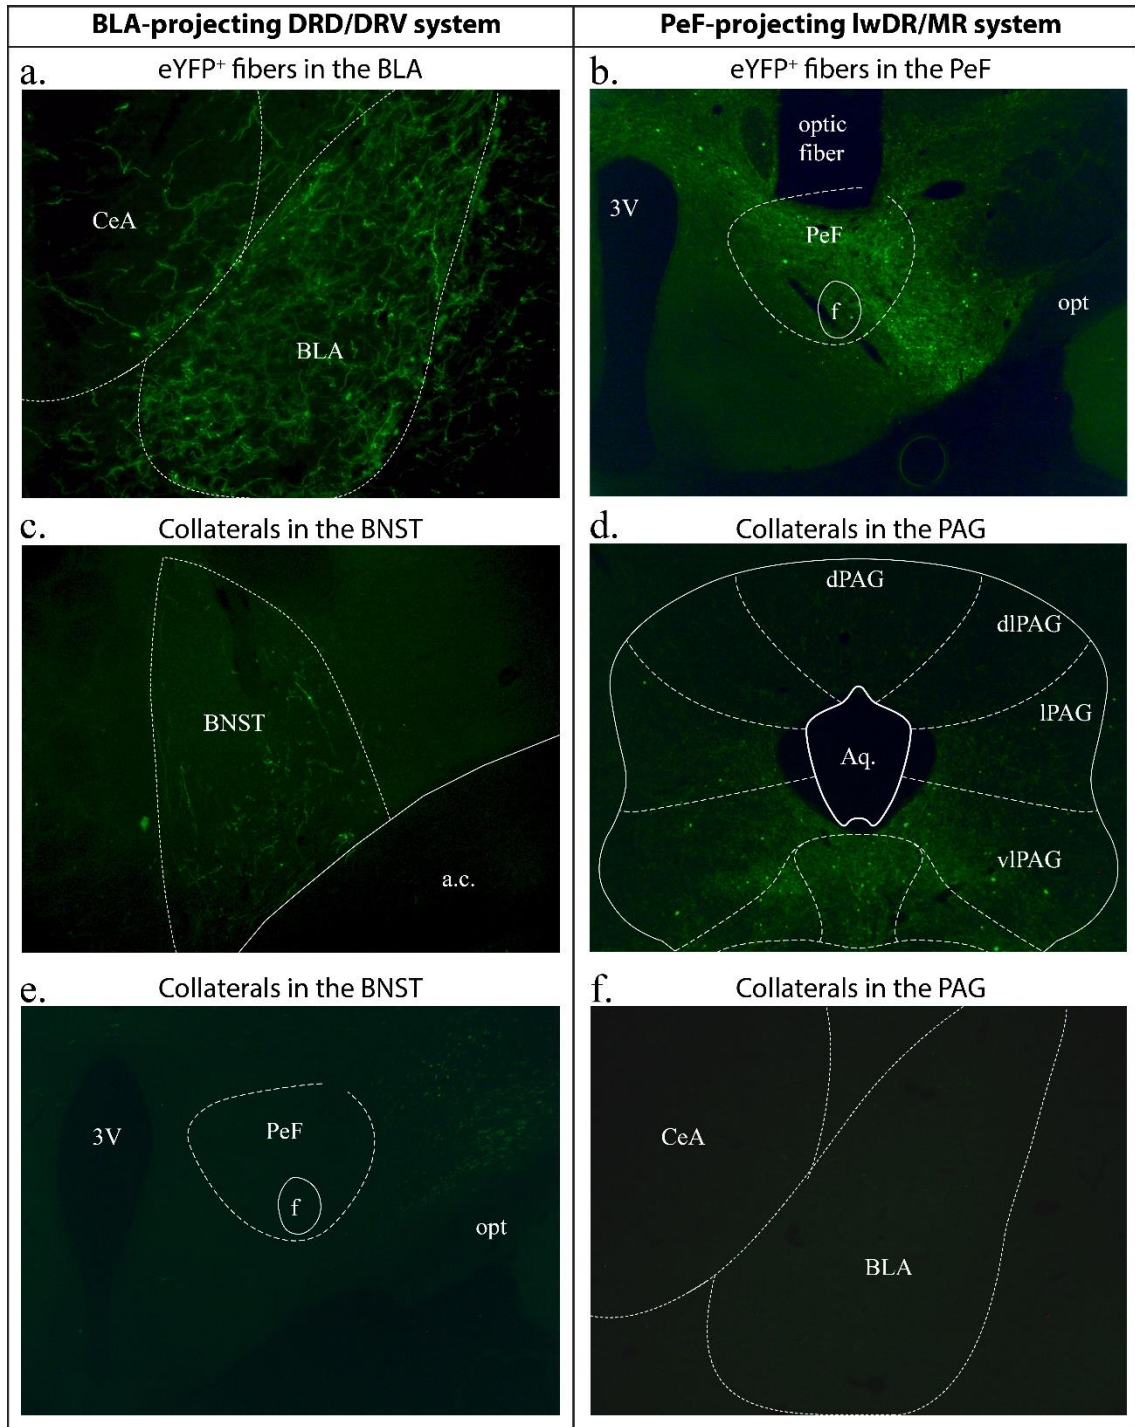 BLA-projecting DRD/DRV system
PeF-projecting lwDR/MR system
a.
eYFP+ fibers in the BLA
CeA
BLA
b.
eYFP+ fibers in the PeF
optic
fiber
3V
PeF
f
opt
c.
Collaterals in the BNST
BNST
a.c.
d.
Collaterals in the PAG
dPAG
dlPAG
lPAG
Aq.
vlPAG
e.
Collaterals in the BNST
3V
PeF
f
opt
f.
Collaterals in the PAG
CeA
BLA